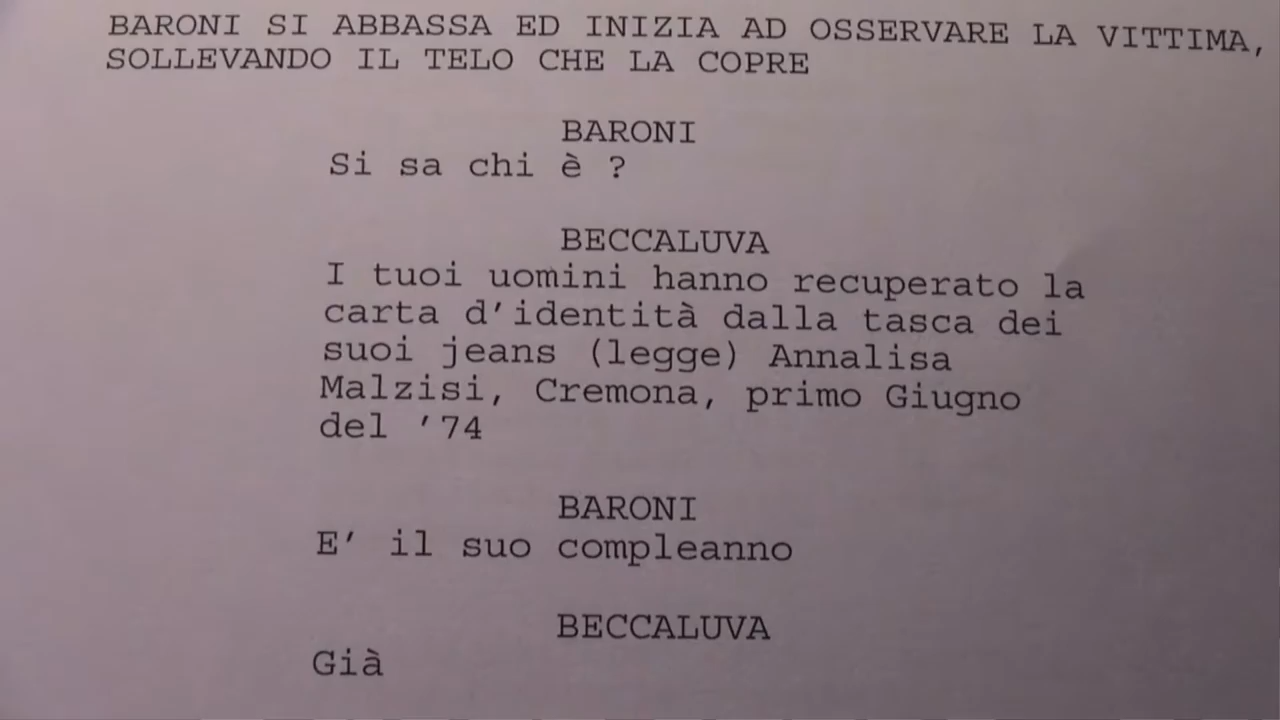 BARONI SI ABBASSA ED INIZIA AD OSSERVARE LA VITTIMA,
SOLLEVANDO IL TELO CHE LA COPRE
BARONI
Si sa chi è ?
BECCALUVA
I tuoi uomini hanno recuperato la
carta d'identità dalla tasca dei
suoi jeans (legge) Annalisa
Malzisi, Cremona, primo Giugno
del '74
BARONI
E' il suo compleanno
BECCALUVA
Già